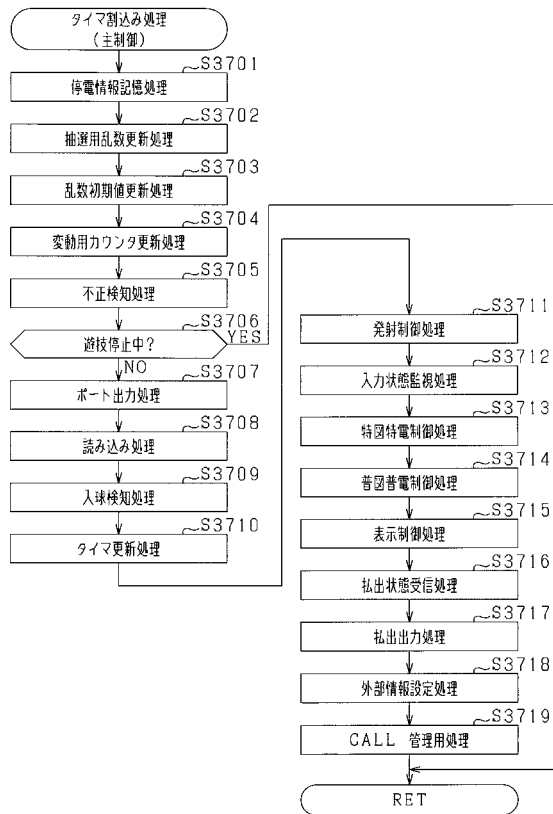 タイマ割込み処理
(主制御)
S3701
停電情報記憶処理
S3702
抽選用乱数更新処理
S3703
乱数初期値更新処理
S3704
変動用カウンタ更新処理
S3705
不正検知処理
S3706
遊技停止中?
YES
NO
S3707
ポート出力処理
S3708
読み込み処理
S3709
入球検知処理
S3710
タイマ更新処理
S3711
発射制御処理
S3712
入力状態監視処理
S3713
特図特電制御処理
S3714
普図普電制御処理
S3715
表示制御処理
S3716
払出状態受信処理
S3717
払出出力処理
S3718
外部情報設定処理
S3719
CALL 管理用処理
RET